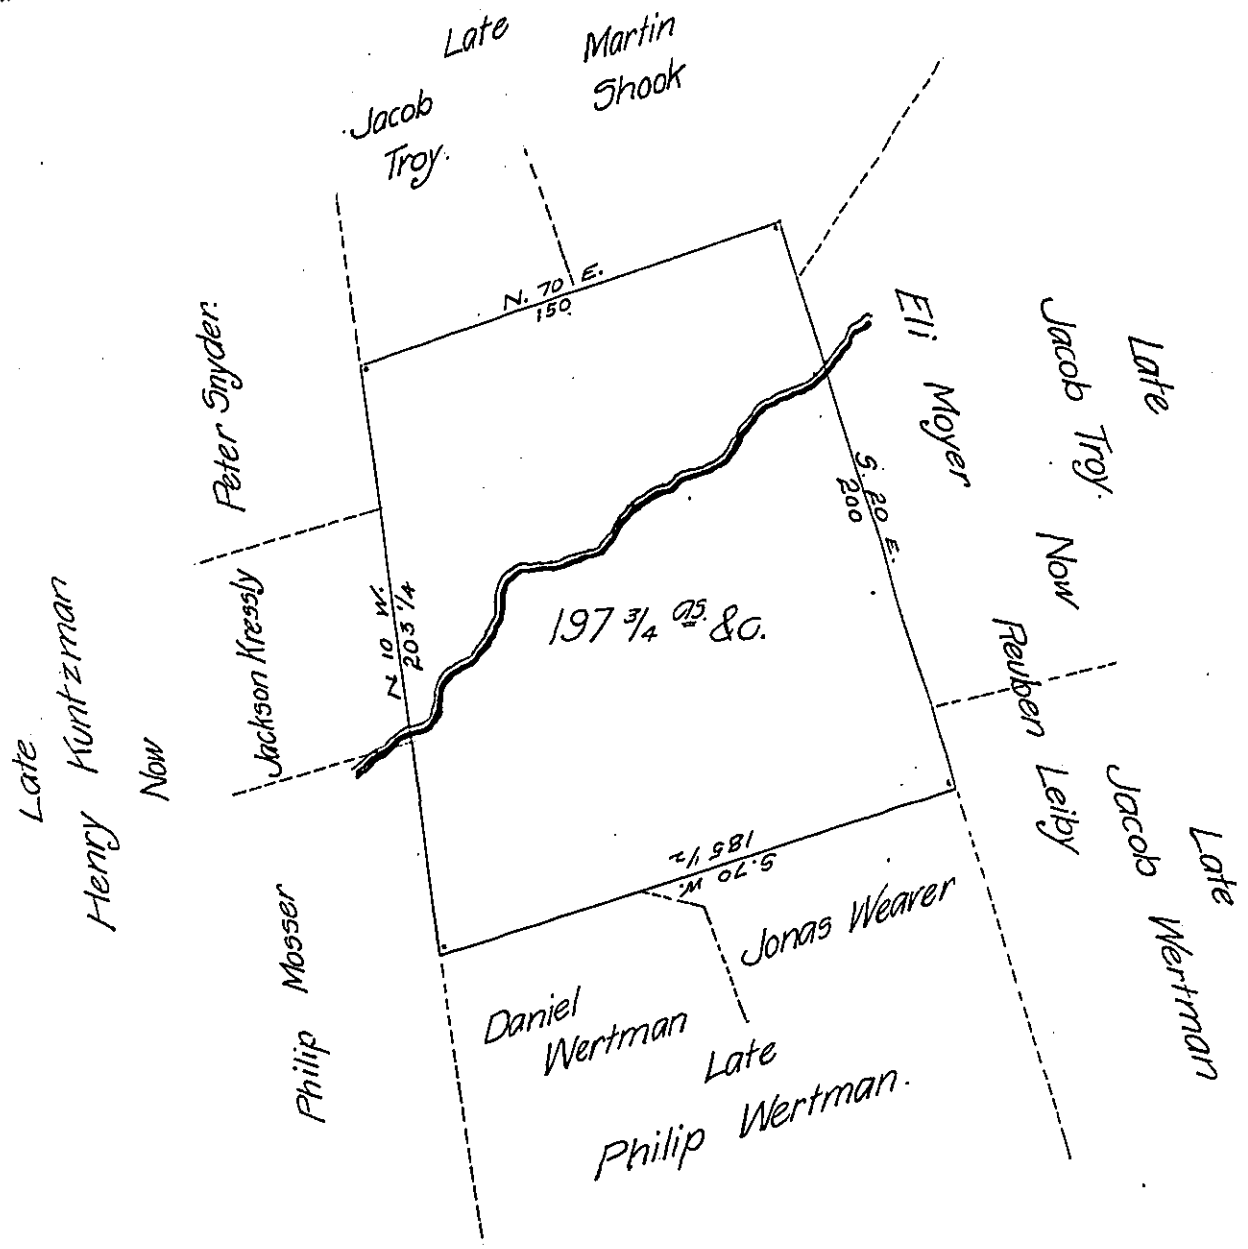 Late
Martin
Shook
Jacob
Troy.
N. 70 E.
150
Peter Snyder.
Eli
Moyer
Late
Jacob Troy.
S. 20 E.
200
Now
Reuben Leiby
Late
Jacob Wertman
197 3/4 as. &c.
N 10 W.
203 1/4
Jackson Kressly
Late
Henry Kuntzman
Now
Philip Mosser
S. 70 W.
185 1/2
Jonas Weaver
Daniel
Wertman
Late
Philip Wertman.